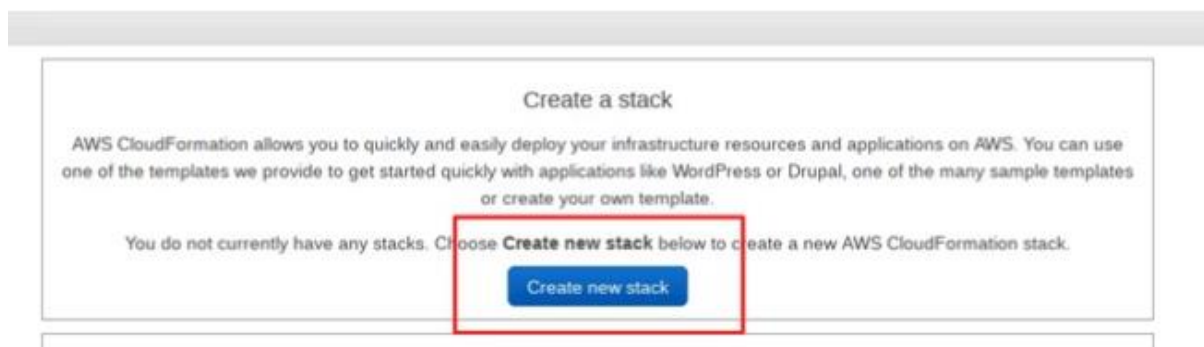 Create a stack
AWS CloudFormation allows you to quickly and easily deploy your infrastructure resources and applications on AWS. You can use
one of the templates we provide to get started quickly with applications like WordPress or Drupal, one of the many sample templates
or create your own template.
You do not currently have any stacks. Choose Create new stack below to create a new AWS CloudFormation stack.
Create new stack